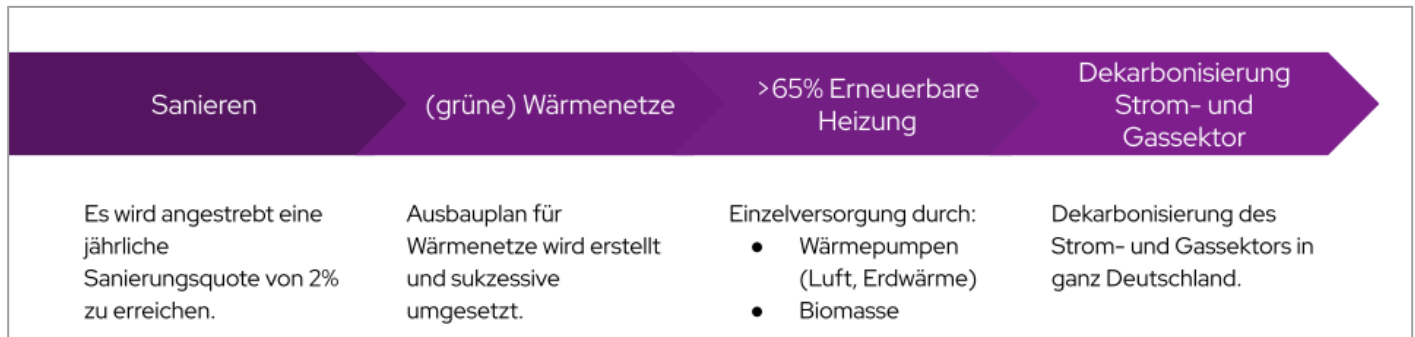 Sanieren
(grüne) Wärmenetze
>65% Erneuerbare
Heizung
Dekarbonisierung
Strom- und
Gassektor
Es wird angestrebt eine
jährliche
Sanierungsquote von 2%
zu erreichen.
Ausbauplan für
Wärmenetze wird erstellt
und sukzessive
umgesetzt.
Einzelversorgung durch:
● Wärmepumpen
(Luft, Erdwärme)
● Biomasse
Dekarbonisierung des
Strom- und Gassektors in
ganz Deutschland.